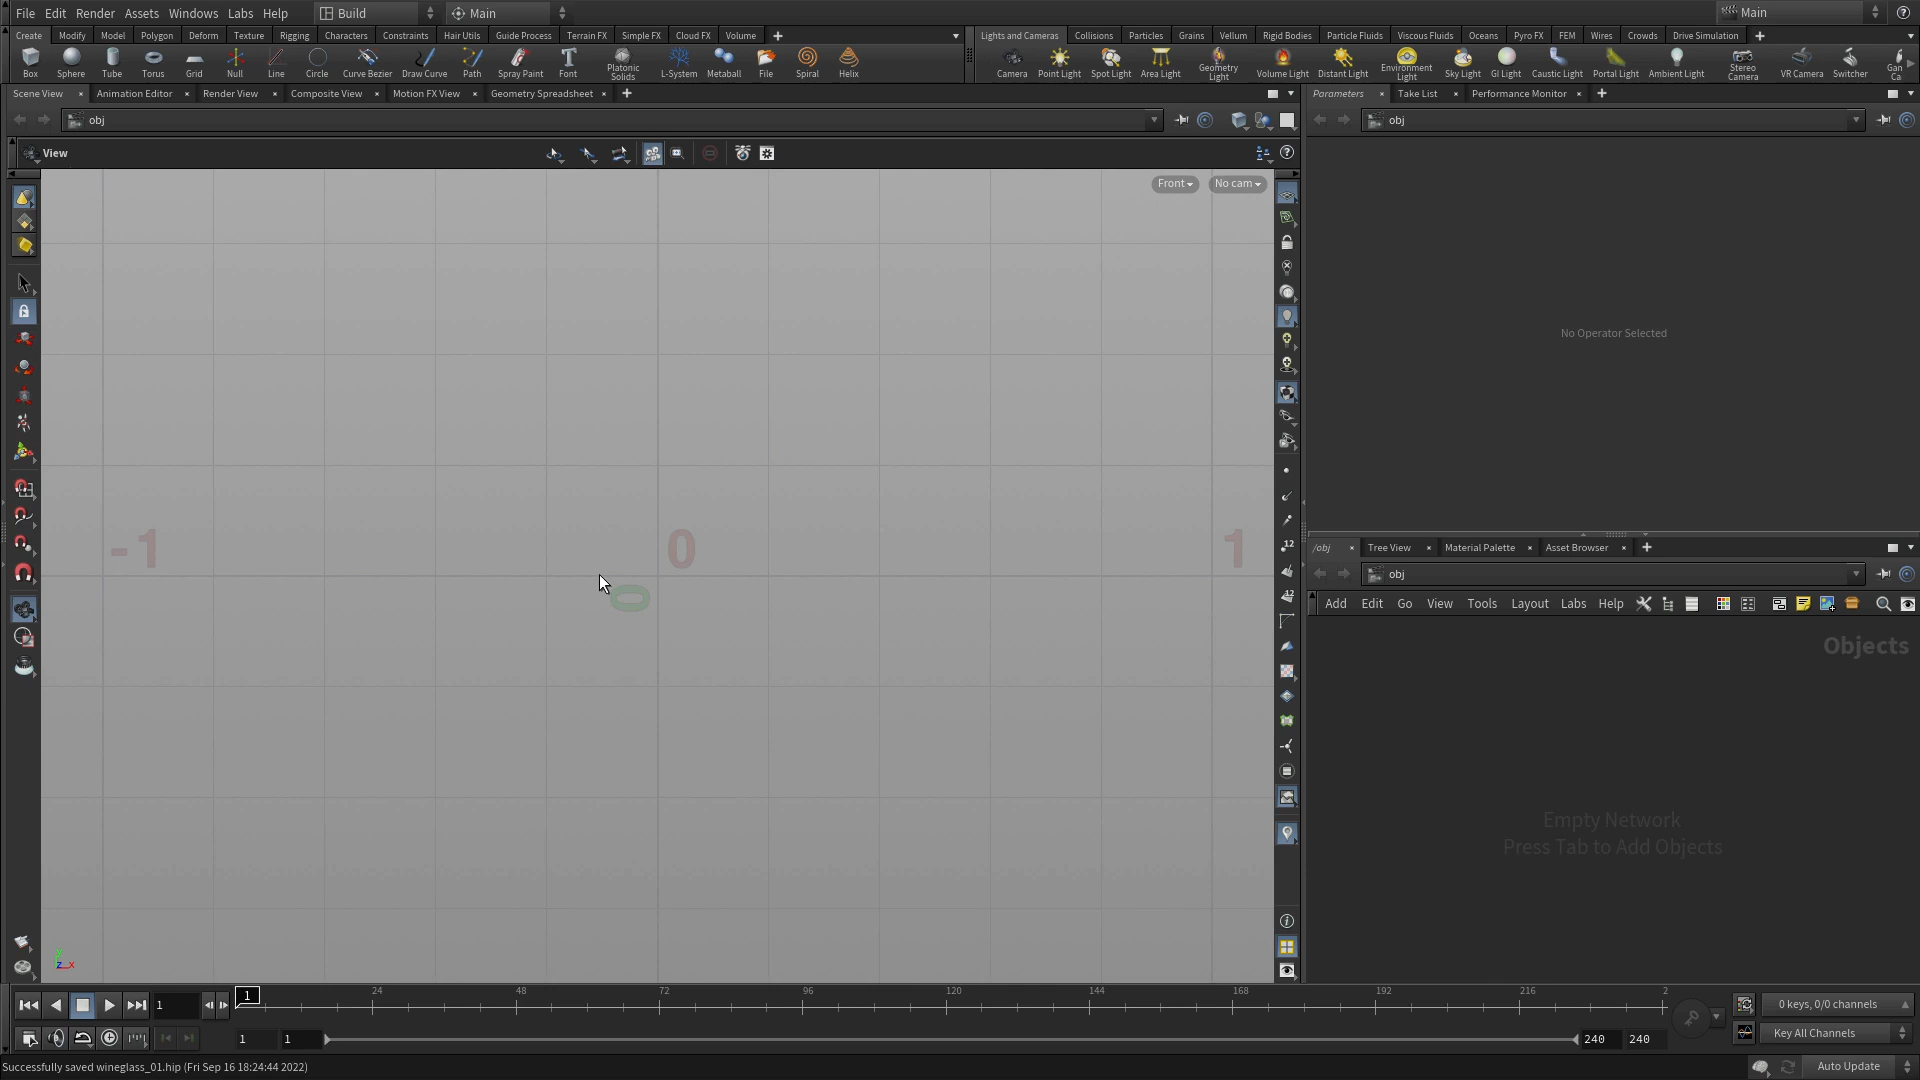 File Edit Render Assets Windows Labs Help Build Main Main
Create Modify Model Polygon Deform Texture Rigging Characters Constraints Hair Utils Guide Process Terrain FX Simple FX Cloud FX Volume
Lights and Cameras Collisions Particles Grains Vellum Rigid Bodies Particle Fluids Viscous Fluids Oceans Pyro FX FEM Wires Crowds Drive Simulation
Box Sphere Tube Torus Grid Null Line Circle Curve Bezier Draw Curve Path Spray Paint Font Platonic Solids L-System Metaball File Spiral Helix
Camera Point Light Spot Light Area Light Geometry Light Volume Light Distant Light Environment Light Sky Light GI Light Caustic Light Portal Light Ambient Light Stereo Camera VR Camera Switcher Gan Ca
Scene View Animation Editor Render View Composite View Motion FX View Geometry Spreadsheet
Parameters Take List Performance Monitor
obj
obj
View
Front No cam
No Operator Selected
-1 0 1
0
/obj Tree View Material Palette Asset Browser
obj
Add Edit Go View Tools Layout Labs Help
Objects
Empty Network
Press Tab to Add Objects
12
12
y
z x
1 1 24 48 72 96 120 144 168 192 216 2
0 keys, 0/0 channels
1 1 240 240
Key All Channels
Successfully saved wineglass_01.hip (Fri Sep 16 18:24:44 2022)
Auto Update